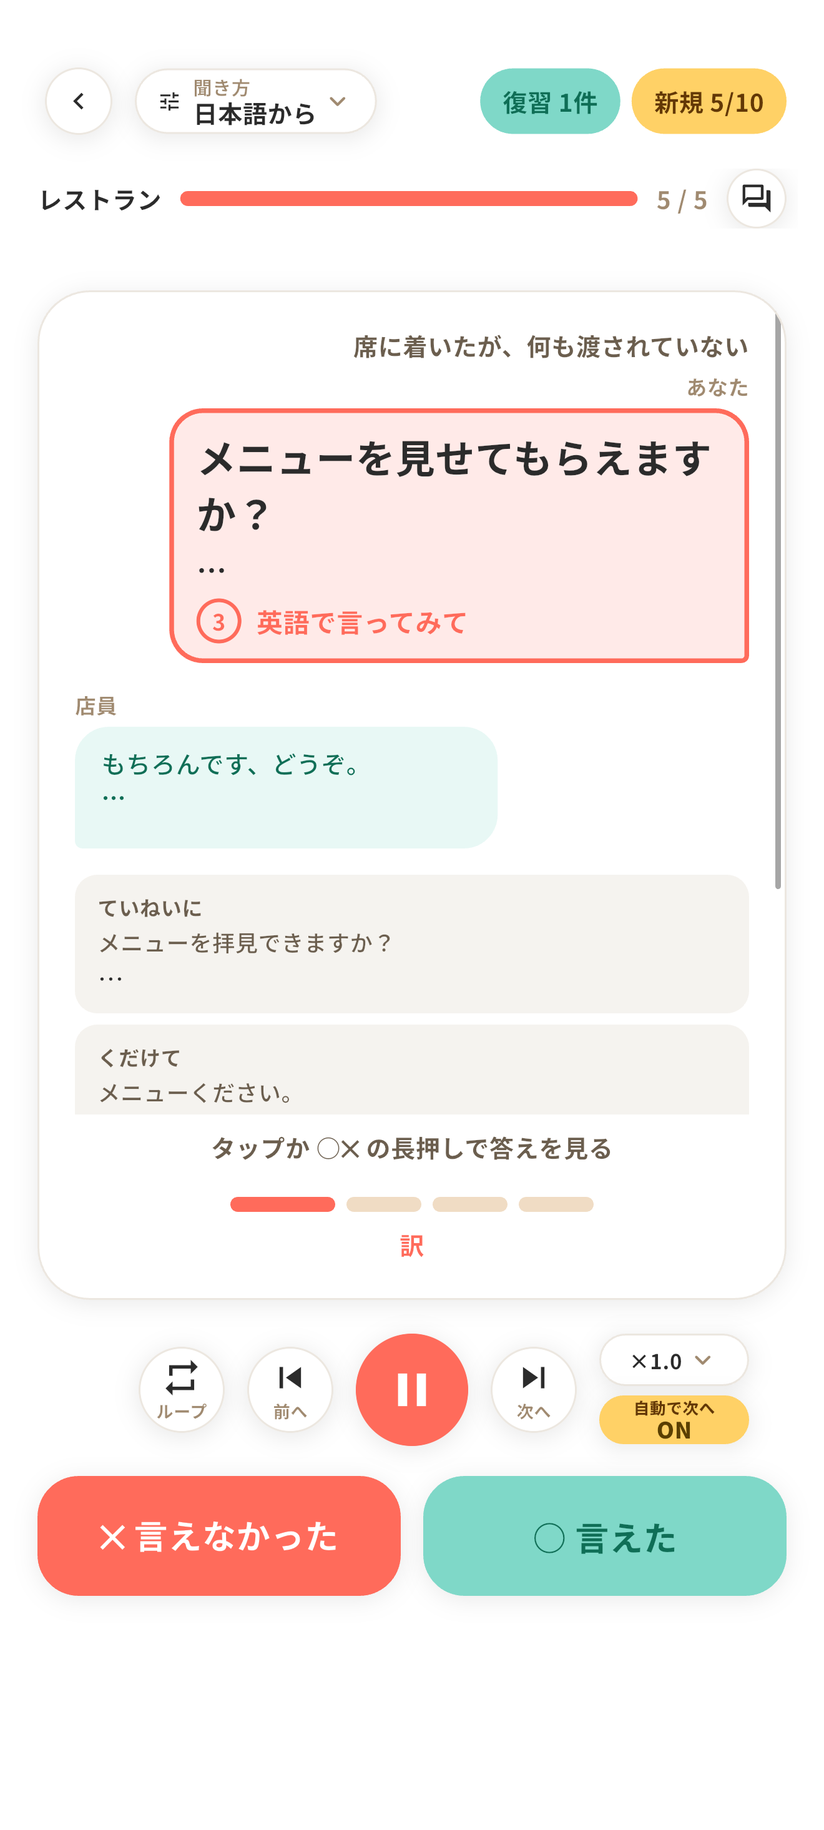 聞き方
日本語から
復習 1件
新規 5/10
レストラン
5 / 5
席に着いたが、何も渡されていない
あなた
メニューを見せてもらえます
か？
…
3 英語で言ってみて
店員
もちろんです、どうぞ。
…
ていねいに
メニューを拝見できますか？
…
くだけて
メニューください。
タップか ◯✕ の長押しで答えを見る
訳
ループ
前へ
次へ
×1.0
自動で次へ
ON
✕ 言えなかった
◯ 言えた